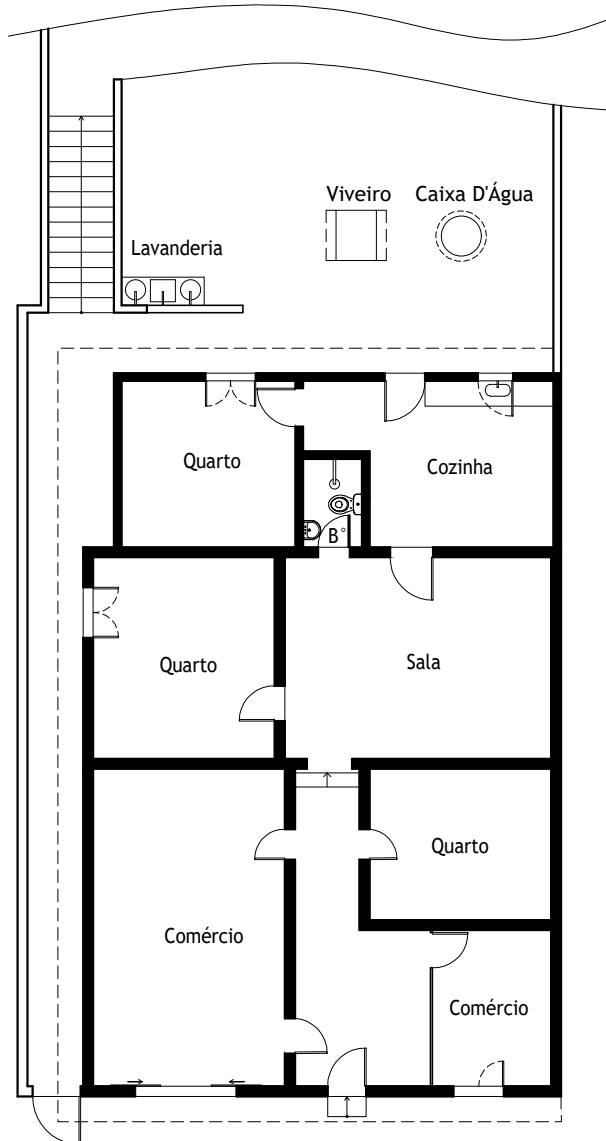 Viveiro
Caixa D'Água
Lavanderia
Quarto
Cozinha
B°
Quarto
Sala
Quarto
Comércio
Comércio